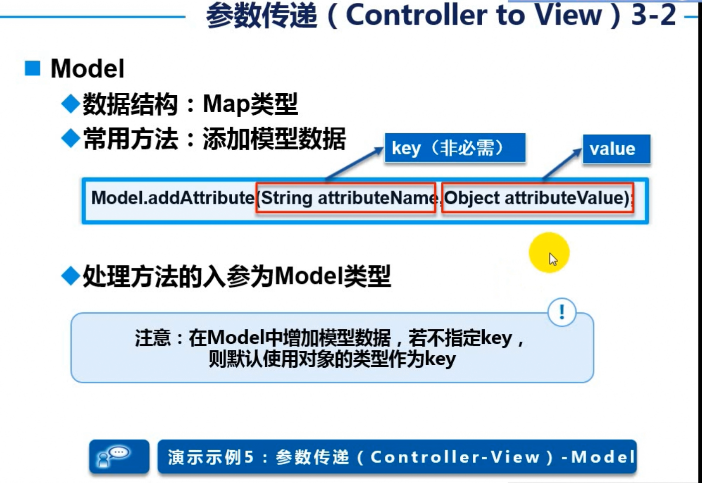 参数传递（Controller to View）3-2
Model
数据结构：Map类型
常用方法：添加模型数据
key（非必需）
value
Model.addAttribute(String attributeName,Object attributeValue);
处理方法的入参为Model类型
!
注意：在Model中增加模型数据，若不指定key，
则默认使用对象的类型作为key
演示示例5：参数传递（Controller-View）-Model